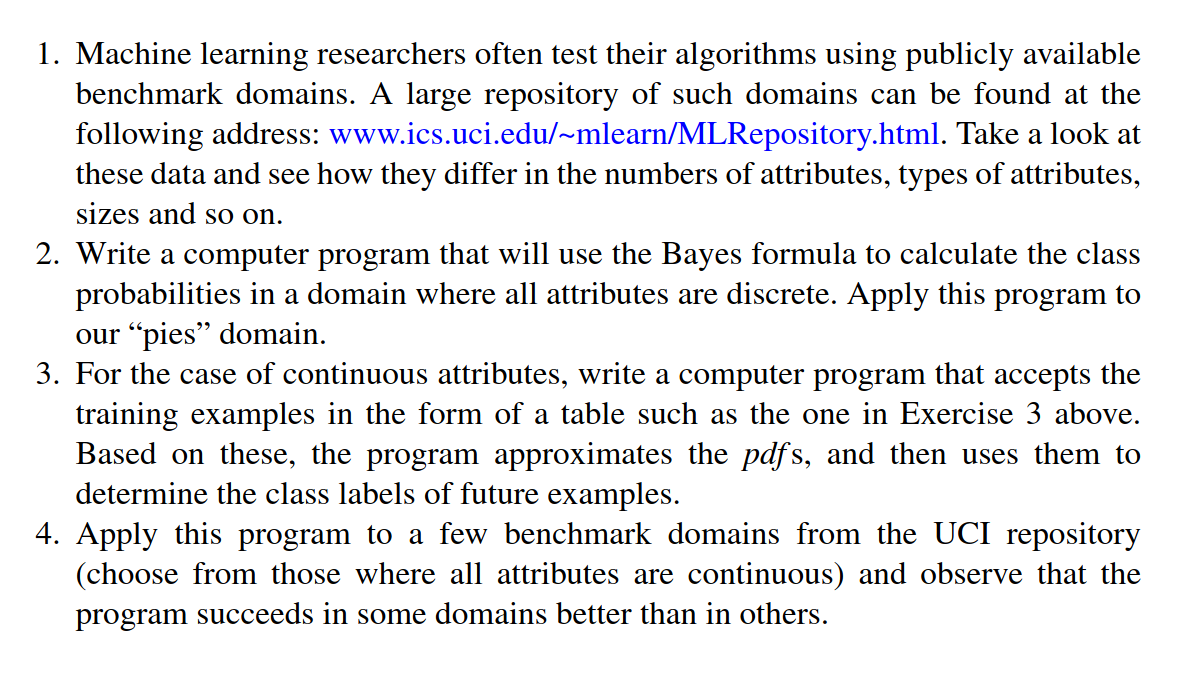 1. Machine learning researchers often test their algorithms using publicly available
benchmark domains. A large repository of such domains can be found at the
following address: www.ics.uci.edu/~mlearn/MLRepository.html. Take a look at
these data and see how they differ in the numbers of attributes, types of attributes,
sizes and so on.
2. Write a computer program that will use the Bayes formula to calculate the class
probabilities in a domain where all attributes are discrete. Apply this program to
our “pies” domain.
3. For the case of continuous attributes, write a computer program that accepts the
training examples in the form of a table such as the one in Exercise 3 above.
Based on these, the program approximates the pdfs, and then uses them to
determine the class labels of future examples.
4. Apply this program to a few benchmark domains from the UCI repository
(choose from those where all attributes are continuous) and observe that the
program succeeds in some domains better than in others.